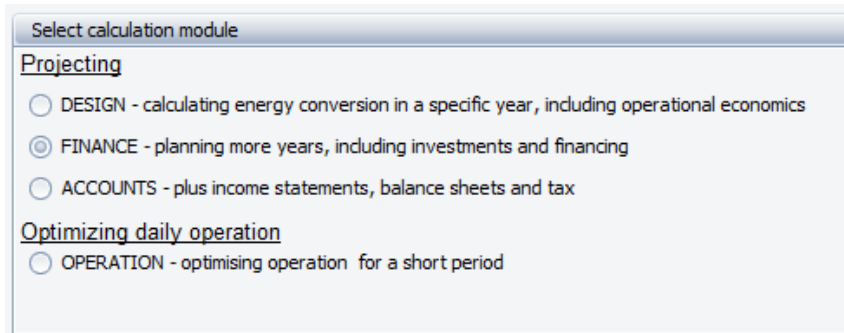 Select calculation module
Projecting
DESIGN - calculating energy conversion in a specific year, including operational economics
FINANCE - planning more years, including investments and financing
ACCOUNTS - plus income statements, balance sheets and tax
Optimizing daily operation
OPERATION - optimising operation for a short period